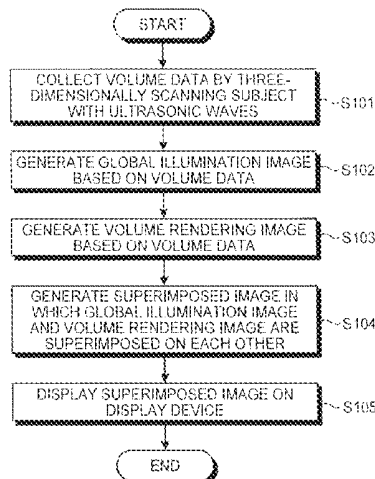 START
COLLECT VOLUME DATA BY THREE-
DIMENSIONALLY SCANNING SUBJECT
WITH ULTRASONIC WAVES
S101
GENERATE GLOBAL ILLUMINATION IMAGE
BASED ON VOLUME DATA
S102
GENERATE VOLUME RENDERING IMAGE
BASED ON VOLUME DATA
S103
GENERATE SUPERIMPOSED IMAGE IN
WHICH GLOBAL ILLUMINATION IMAGE
AND VOLUME RENDERING IMAGE ARE
SUPERIMPOSED ON EACH OTHER
S104
DISPLAY SUPERIMPOSED IMAGE ON
DISPLAY DEVICE
S105
END